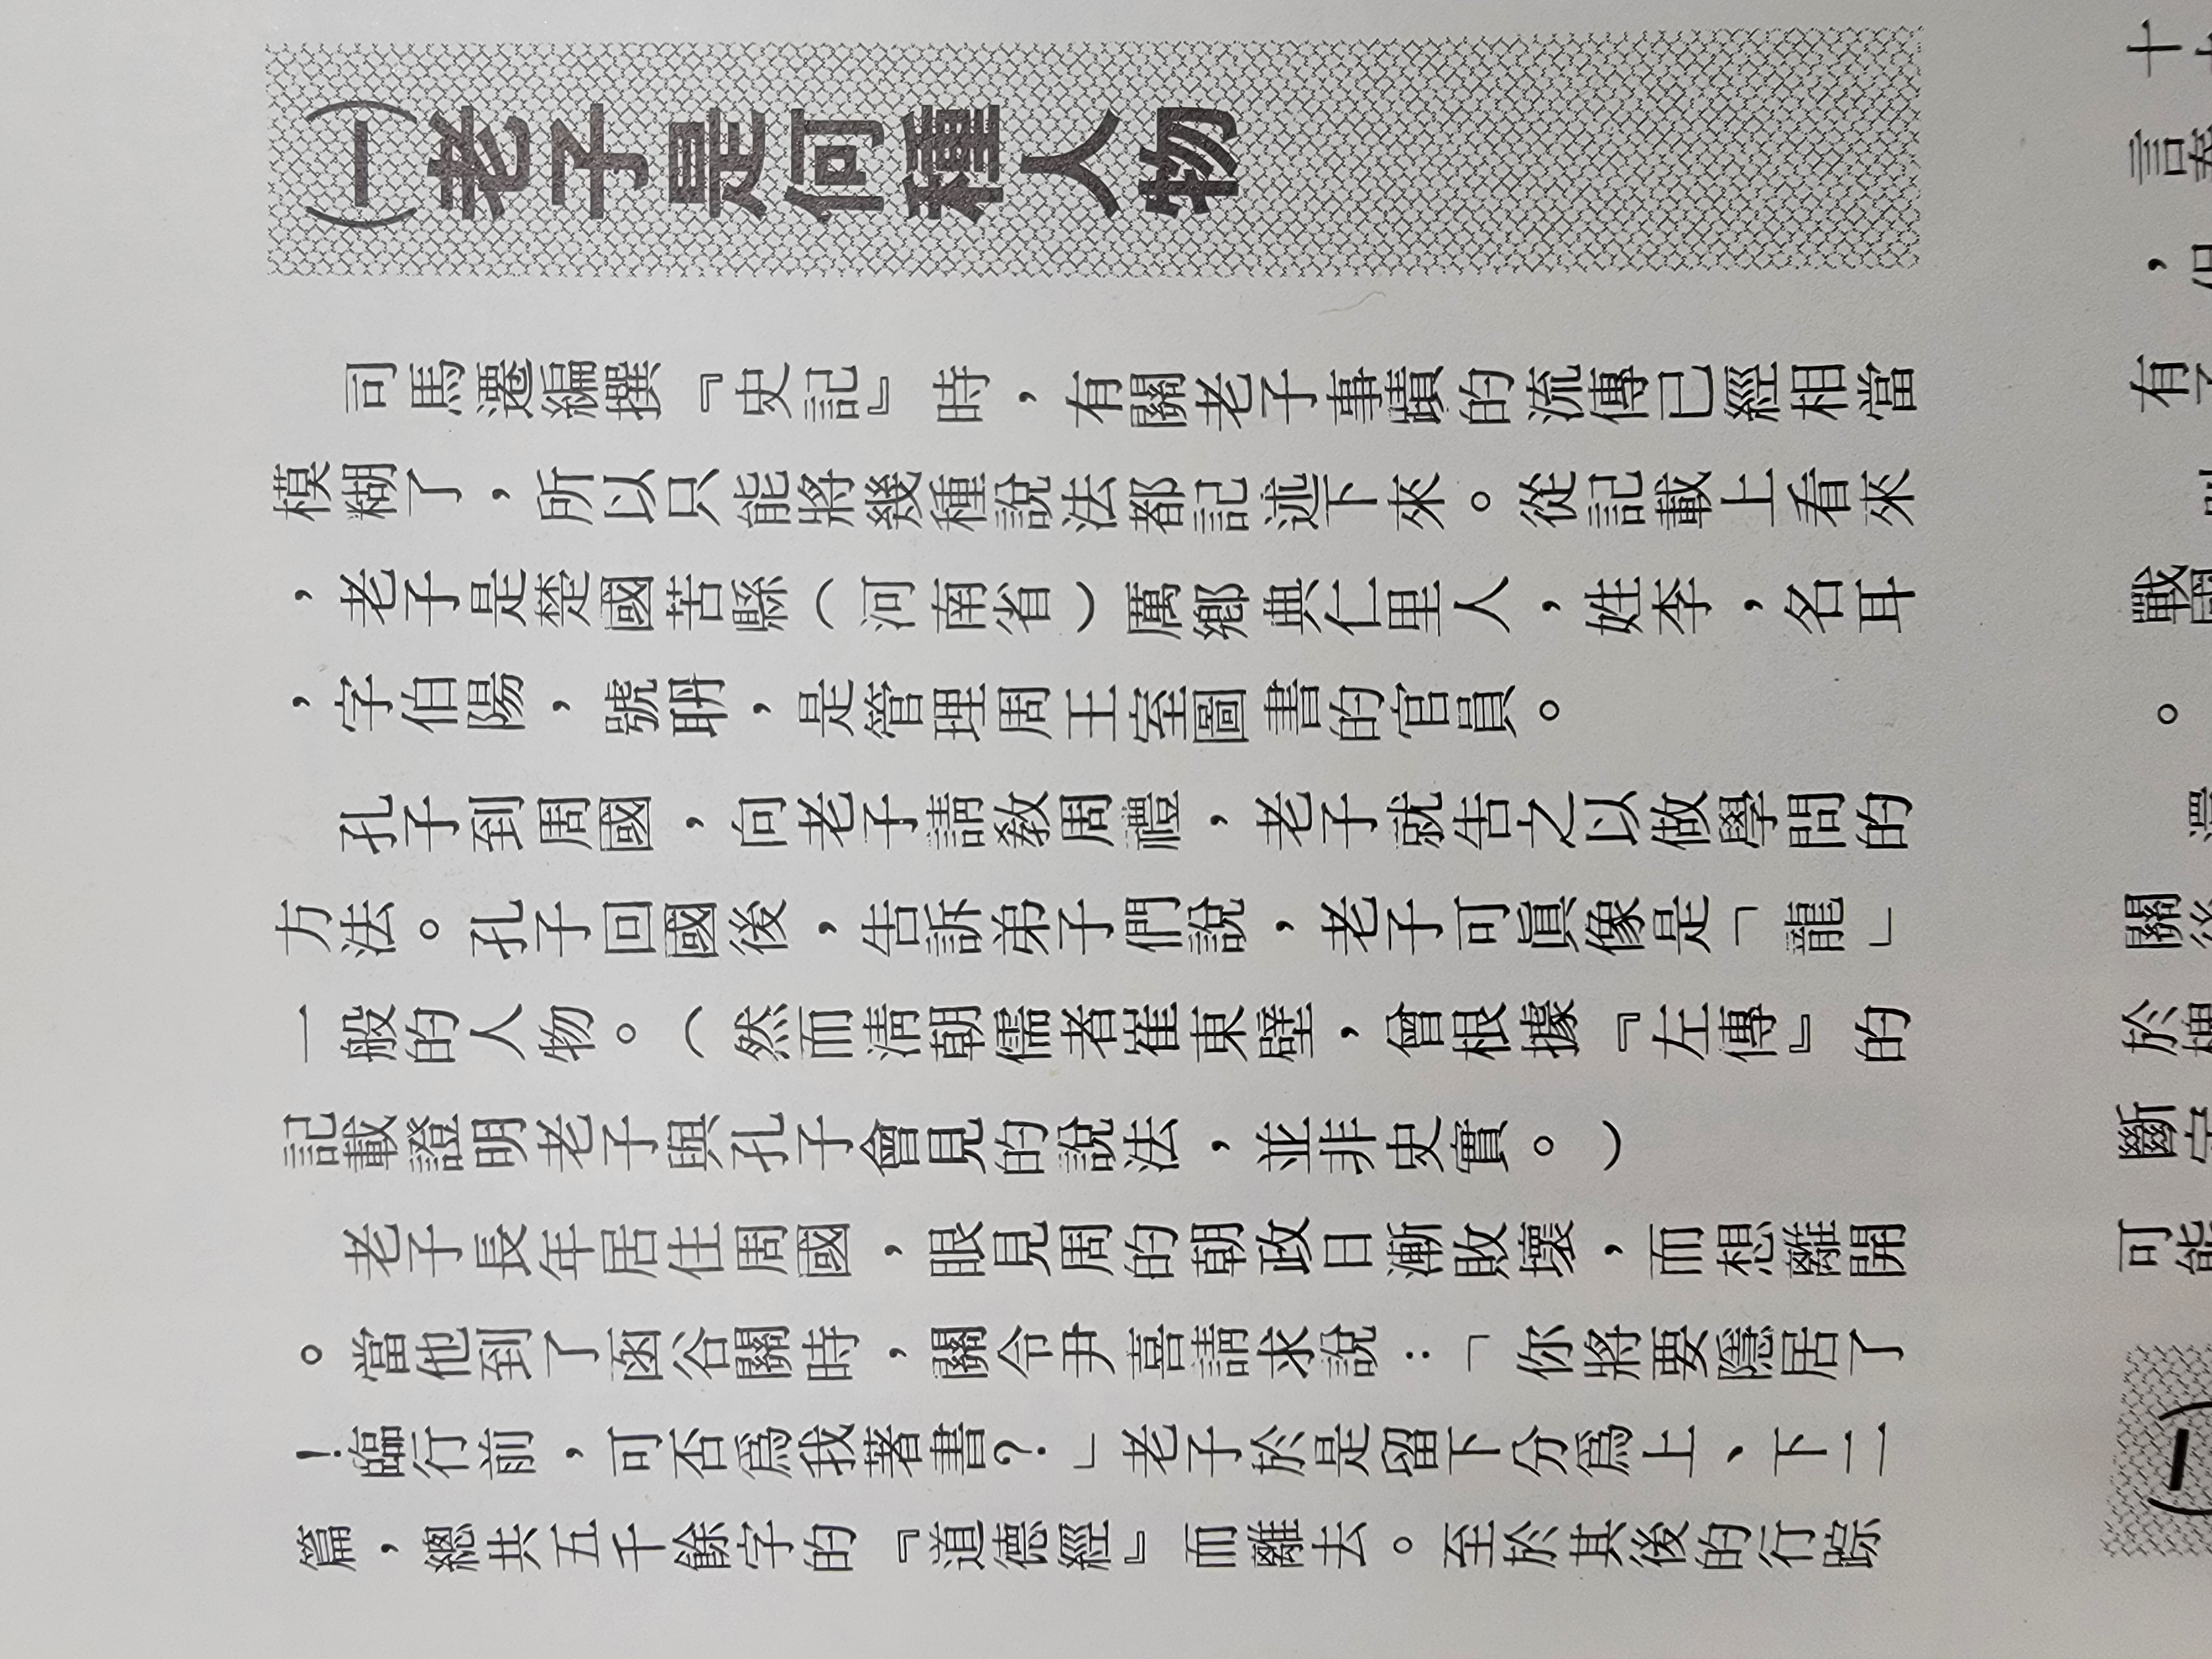 ㈠老子是何種人物
司馬遷編撰『史記』時，有關老子事蹟的流傳已經相當
模糊了，所以只能將幾種說法都記述下來。從記載上看來
，老子是楚國苦縣（河南省）厲鄉典仁里人，姓李，名耳
，字伯陽，號聃，是管理周王室圖書的官員。
孔子到周國，向老子請教周禮，老子就告之以做學問的
方法。孔子回國後，告訴弟子們說，老子可眞像是「龍」
一般的人物。（然而淸朝儒者崔東壁，曾根據『左傳』的
記載證明老子與孔子會見的說法，並非史實。）
老子長年居住周國，眼見周的朝政日漸敗壞，而想離開
。當他到了函谷關時，關令尹喜請求說：「你將要隱居了
！臨行前，可否爲我著書？」老子於是留下分爲上、下二
篇，總共五千餘字的『道德經』而離去。至於其後的行踪
十
言
，
有
戰
。
關
於
斷
可
㈠